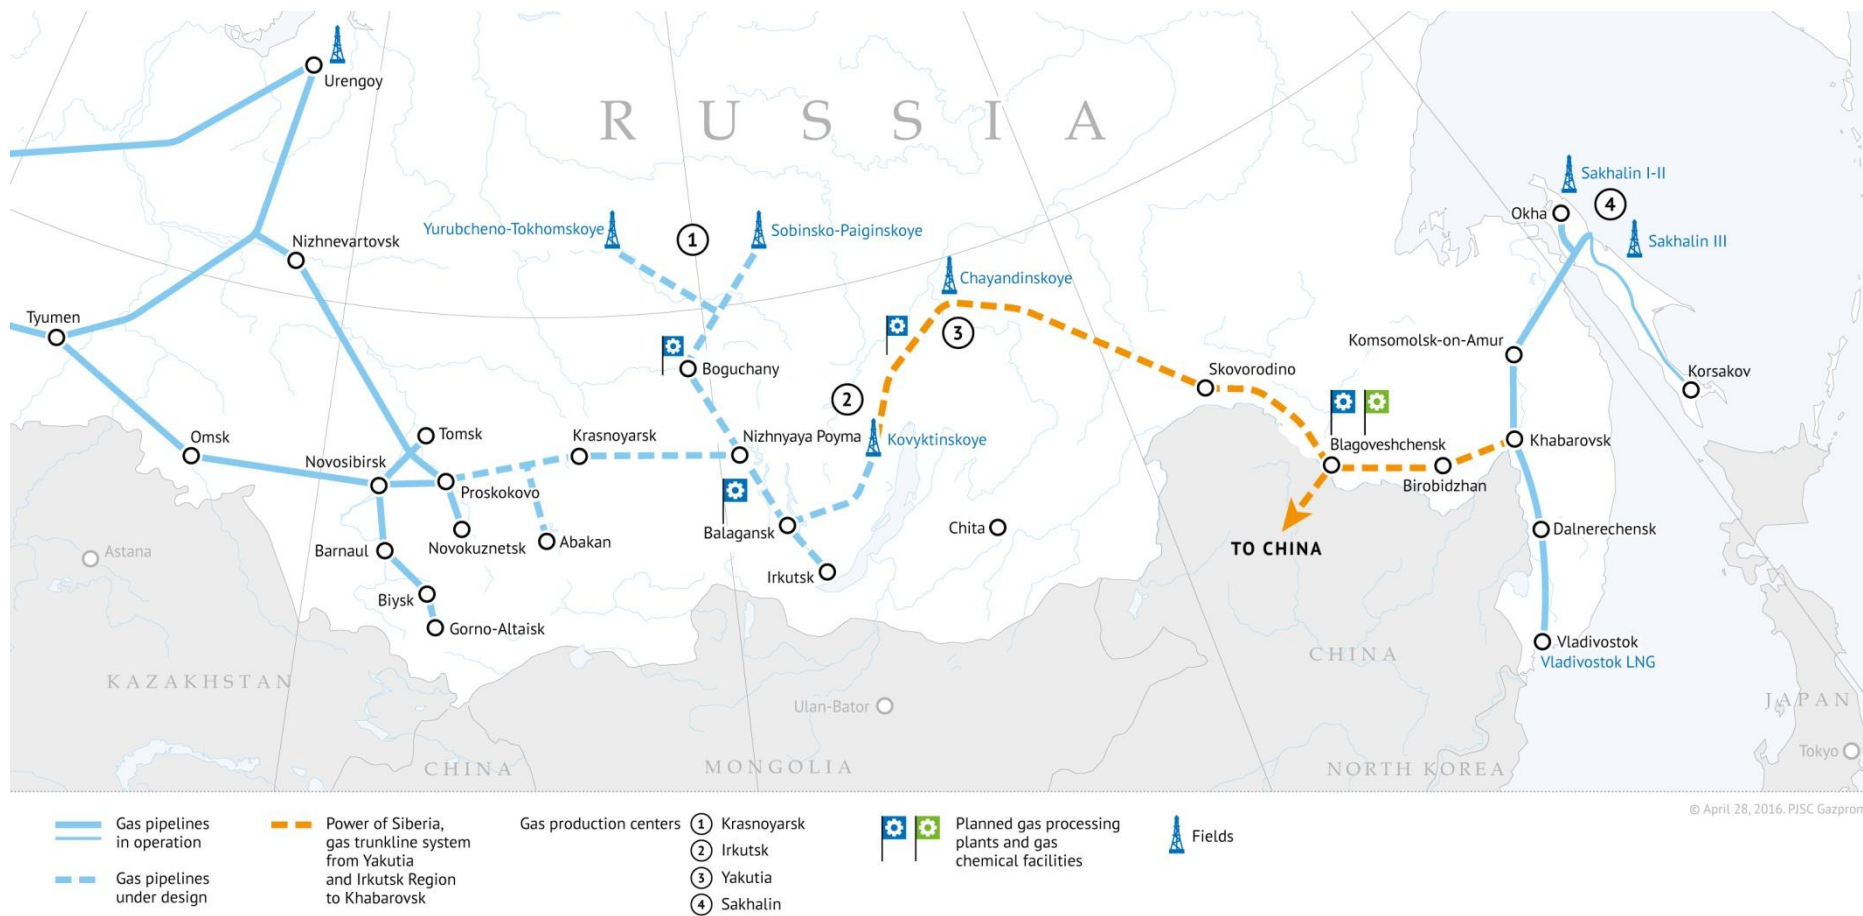 Urengoy
R U S S I A
Sakhalin I-II
4
Okha
Yurubcheno-Tokhomskoye
1
Sobinsko-Paiginskoye
Sakhalin III
Nizhnevartovsk
Chayandinskoye
Tyumen
3
Komsomolsk-on-Amur
Boguchany
Skovorodino
Korsakov
2
Omsk
Tomsk
Krasnoyarsk
Nizhnyaya Poyma
Kovyktinskoye
Blagoveshchensk
Khabarovsk
Novosibirsk
Proskokovo
Birobidzhan
Balagansk
Chita
Dalnerechensk
Astana
Barnaul
Novokuznetsk
Abakan
TO CHINA
Irkutsk
Biysk
Gorno-Altaisk
Vladivostok
Vladivostok LNG
CHINA
KAZAKHSTAN
Ulan-Bator
JAPAN
Tokyo
CHINA
MONGOLIA
NORTH KOREA
© April 28, 2016. PJSC Gazprom
Gas pipelines
in operation
Gas pipelines
under design
Power of Siberia,
gas trunkline system
from Yakutia
and Irkutsk Region
to Khabarovsk
Gas production centers
1 Krasnoyarsk
2 Irkutsk
3 Yakutia
4 Sakhalin
Planned gas processing
plants and gas
chemical facilities
Fields